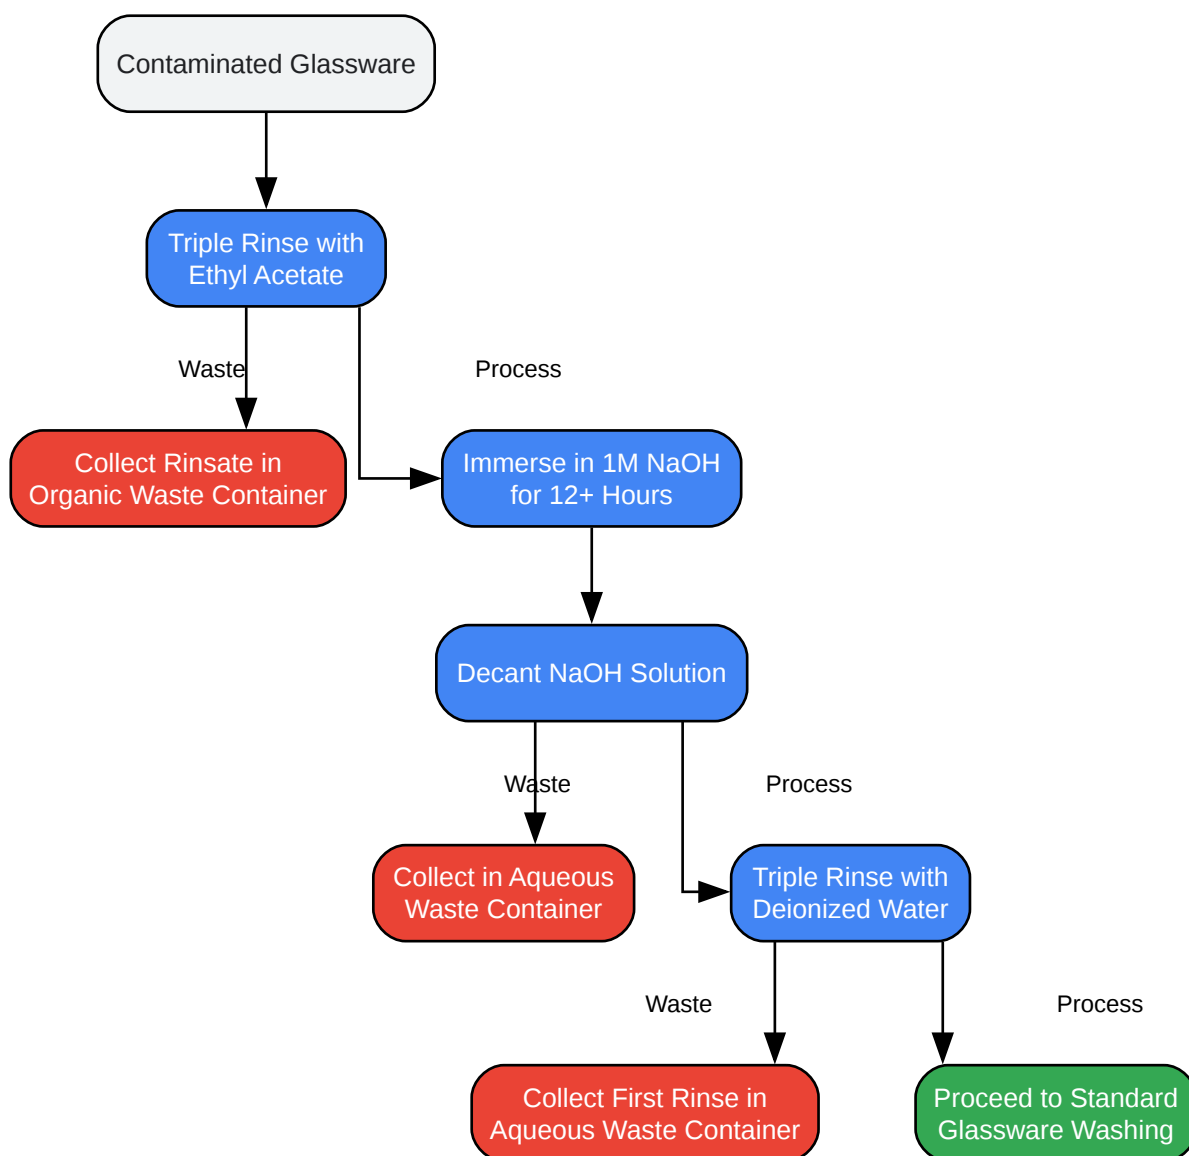 Contaminated Glassware
Triple Rinse with
Ethyl Acetate
Waste
Process
Collect Rinsate in
Organic Waste Container
Immerse in 1M NaOH
for 12+ Hours
Decant NaOH Solution
Waste
Process
Collect in Aqueous
Waste Container
Triple Rinse with
Deionized Water
Waste
Process
Collect First Rinse in
Aqueous Waste Container
Proceed to Standard
Glassware Washing